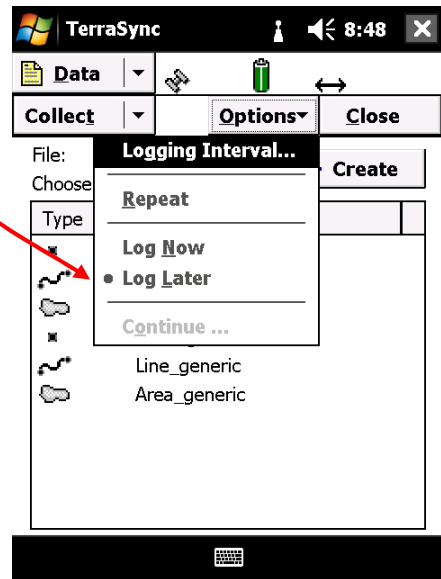 TerraSync 8:48
Data
Collect Options Close
File:
Create
Choose
Type
Logging Interval...
Repeat
Log Now
Log Later
Continue ...
Line_generic
Area_generic